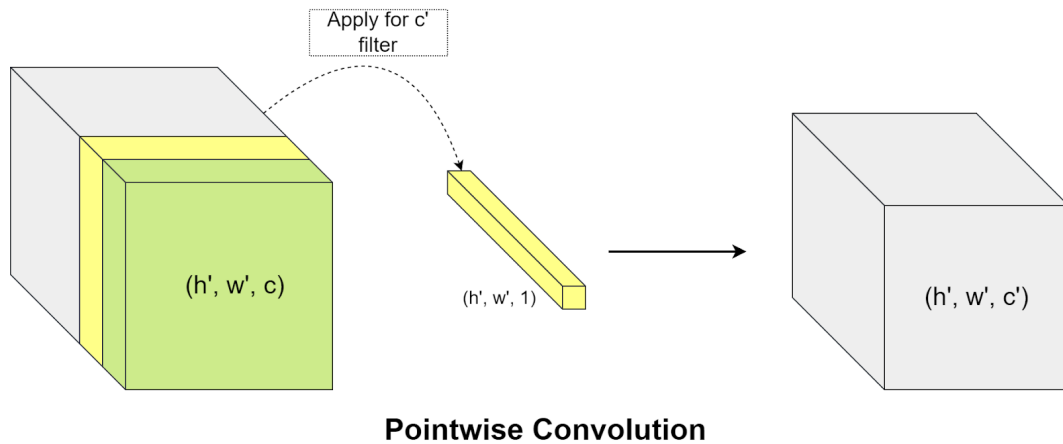 Apply for c'
filter
(h', w', c)
(h', w', 1)
(h', w', c')
Pointwise Convolution